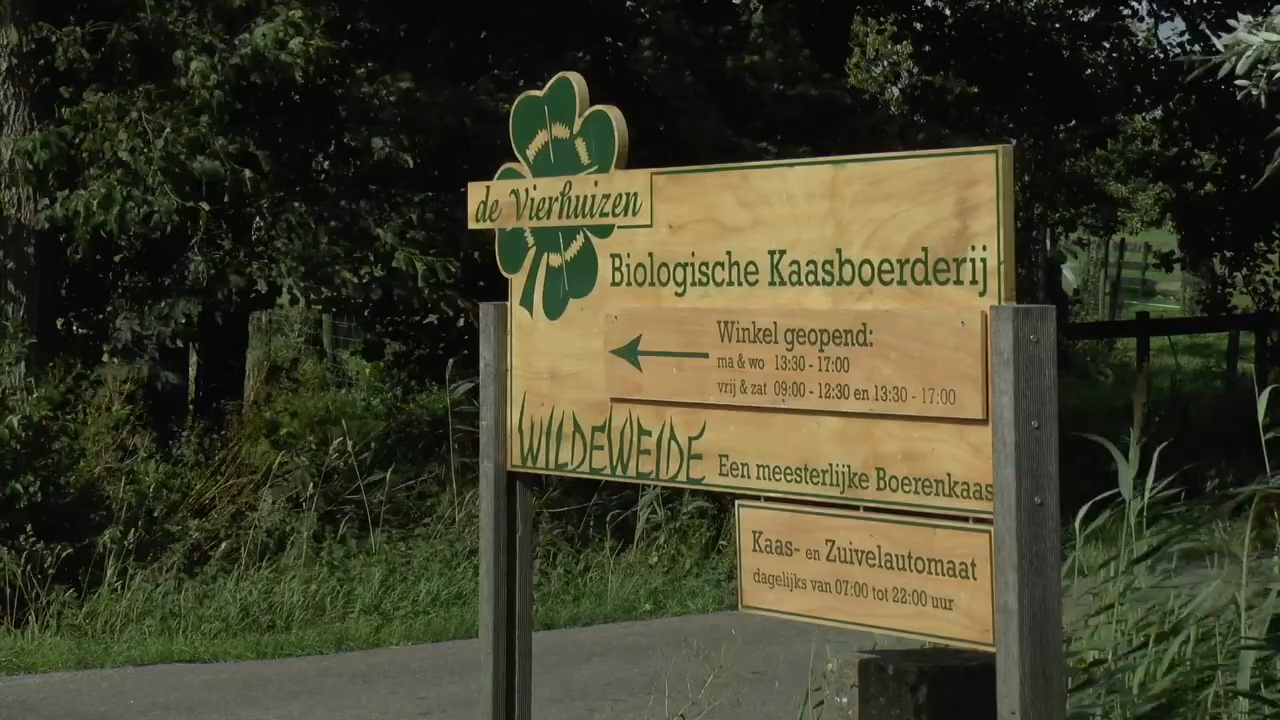 de Vierhuizen
Biologische Kaasboerderij
Winkel geopend:
ma & wo 13:30 - 17:00
vrij & zat 09:00 - 12:30 en 13:30 - 17:00
WILDEWEIDE Een meesterlijke Boerenkaas
Kaas- en Zuivelautomaat
dagelijks van 07:00 tot 22:00 uur